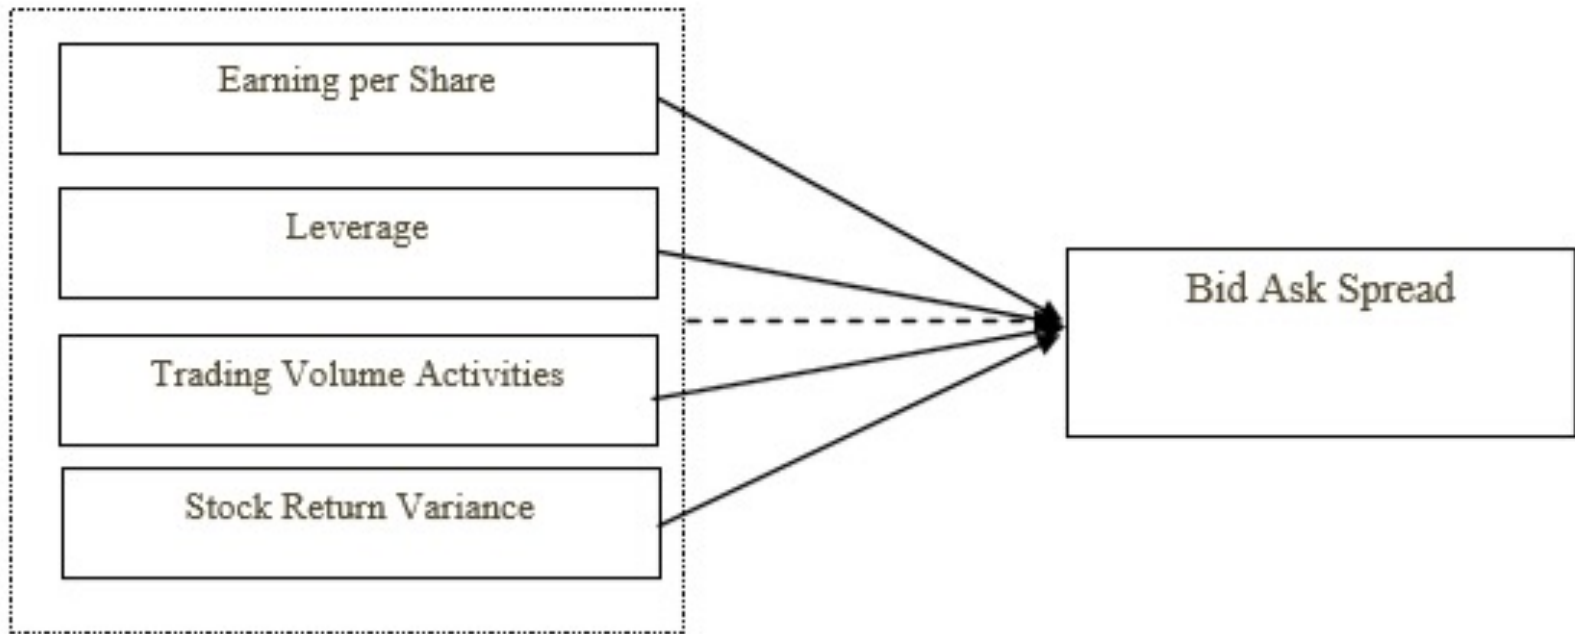 Earning per Share
Leverage
Trading Volume Activities
Stock Return Variance
Bid Ask Spread